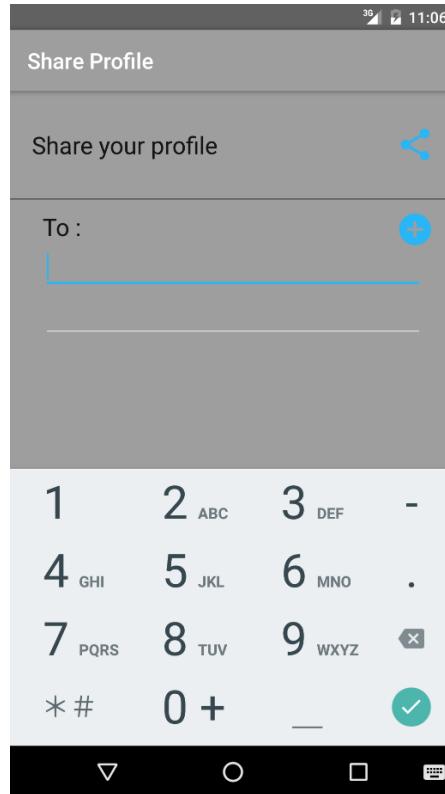 3G 11:06
Share Profile
Share your profile
To :
1 2 ABC 3 DEF -
4 GHI 5 JKL 6 MNO .
7 PQRS 8 TUV 9 WXYZ
*# 0 + _